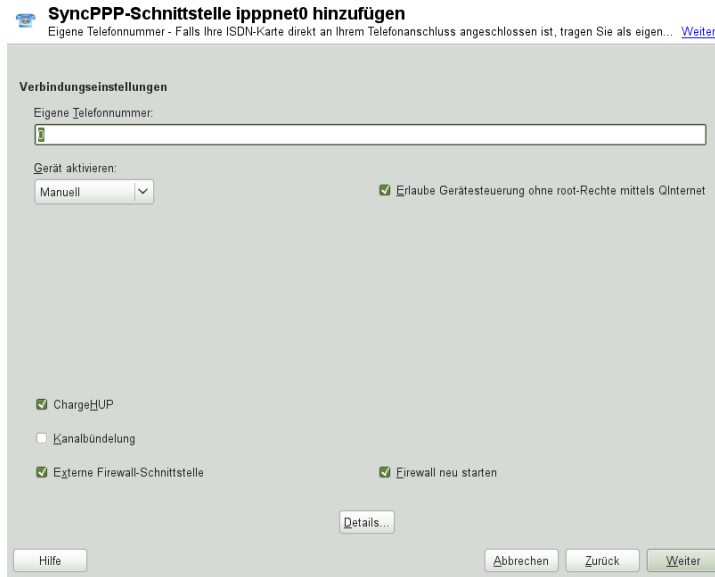 SyncPPP-Schnittstelle ipppnet0 hinzufügen
Eigene Telefonnummer - Falls Ihre ISDN-Karte direkt an Ihrem Telefonanschluss angeschlossen ist, tragen Sie als eigen... Weiter
Verbindungseinstellungen
Eigene Telefonnummer:
0
Gerät aktivieren:
Manuell
Erlaube Gerätesteuerung ohne root-Rechte mittels QInternet
ChargeHUP
Kanalbündelung
Externe Firewall-Schnittstelle
Firewall neu starten
Details...
Hilfe
Abbrechen
Zurück
Weiter